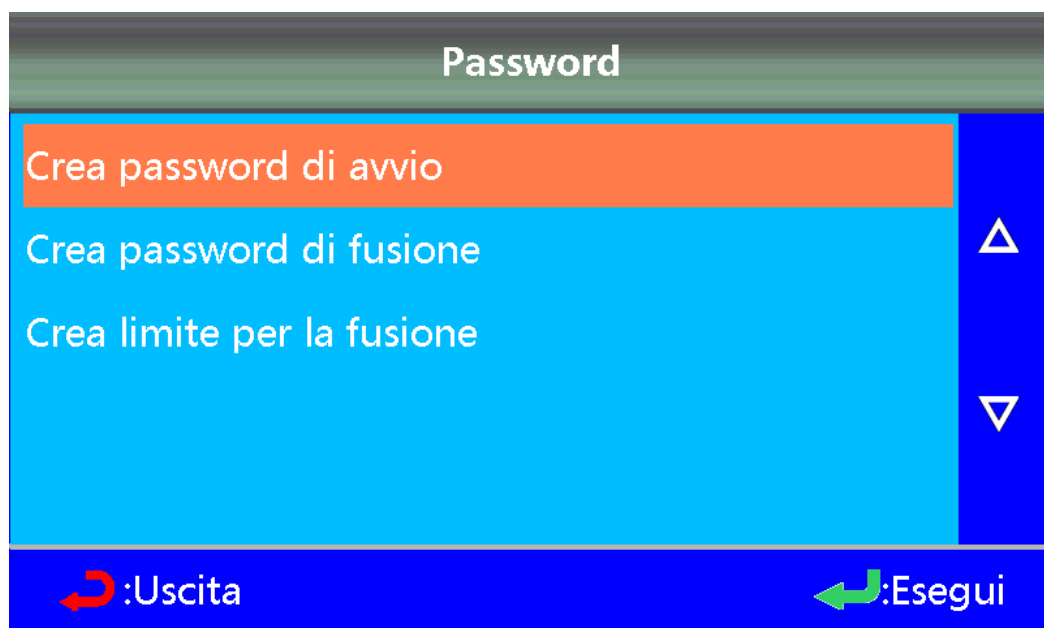 Password
Crea password di avvio
Crea password di fusione
Crea limite per la fusione
:Uscita
:Esegui